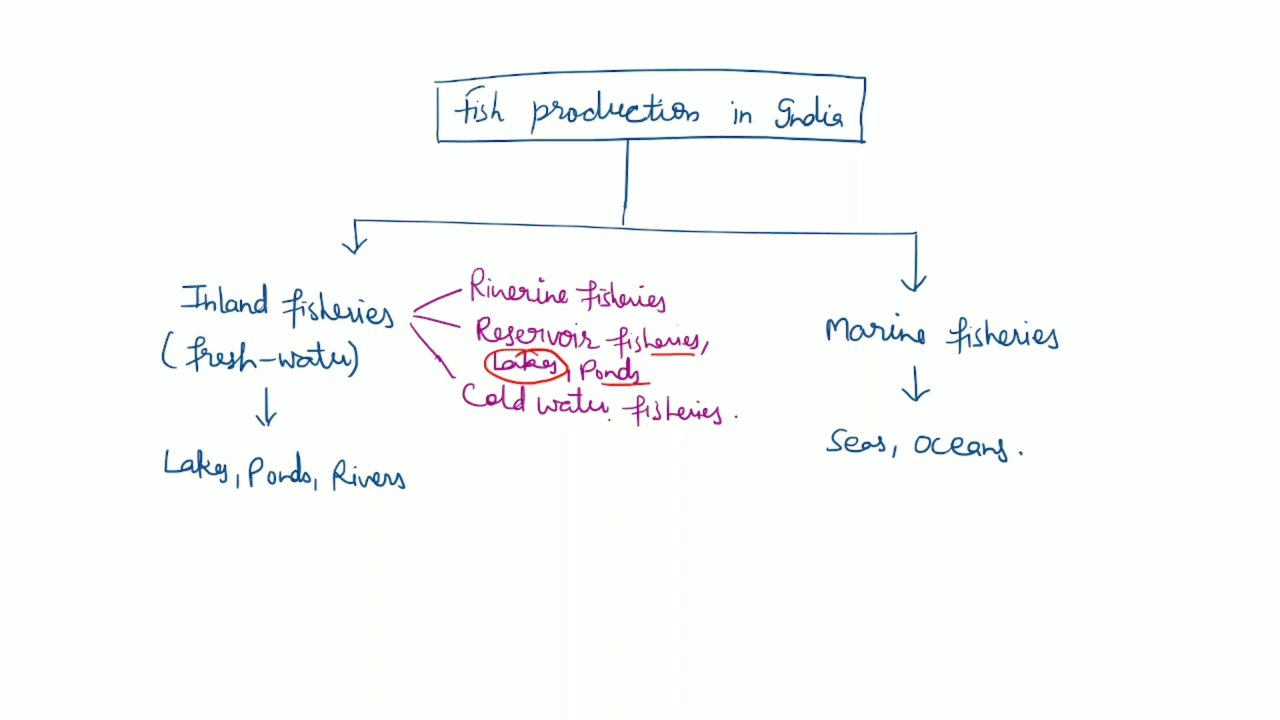 Fish production in India
Inland fisheries
(fresh-water)
Lakes, Ponds, Rivers
Riverine fisheries
Reservoir fisheries,
Lakes, Ponds
Cold water fisheries.
Marine fisheries
Seas, oceans.